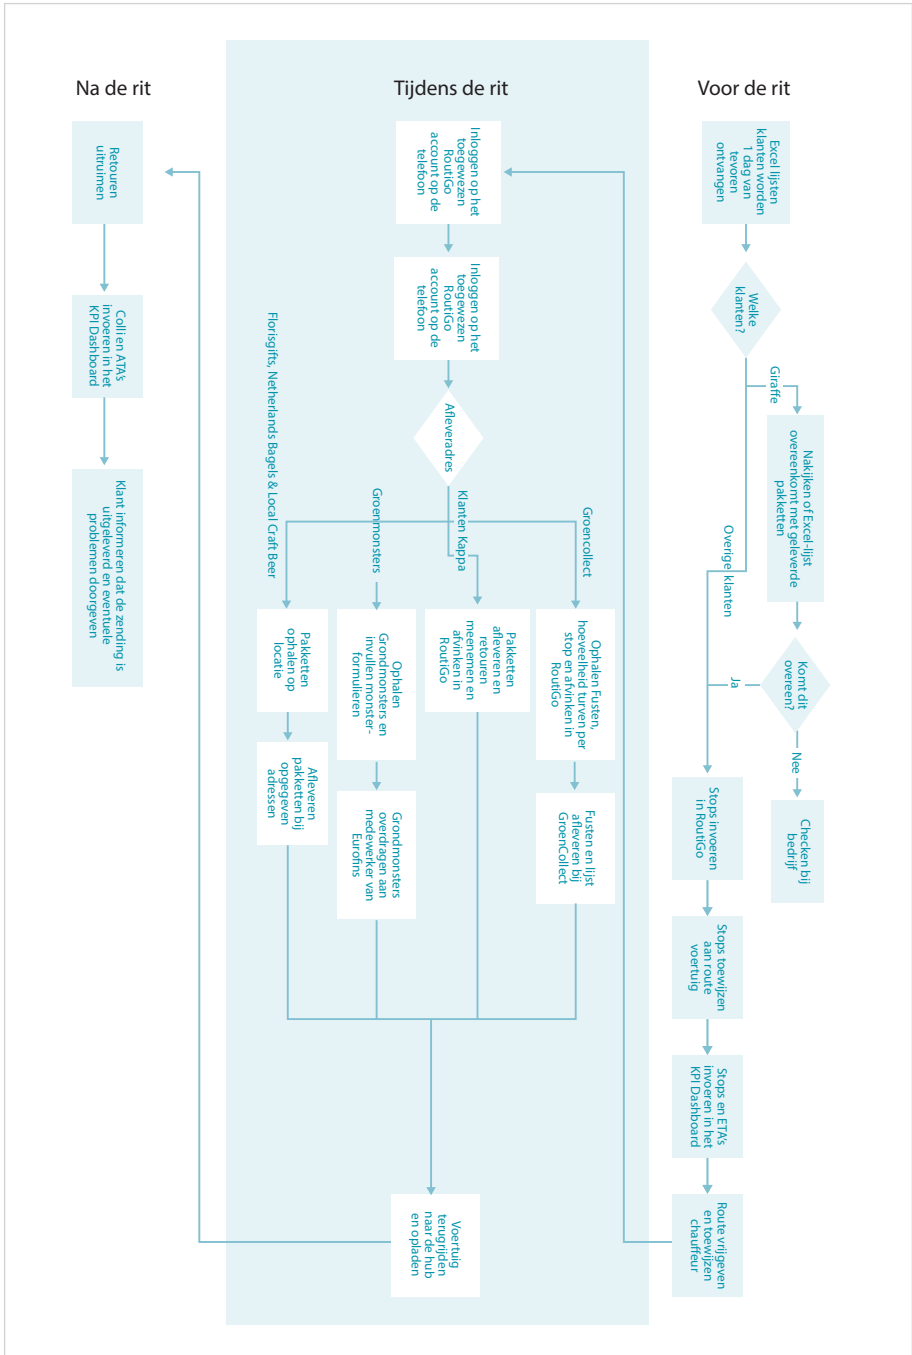 Voor de rit
Excel lijsten
klanten worden
1 dag van
tevoren
ontvangen
Welke
klanten?
Giraffe
Overige klanten
Nakijken of Excel-lijst
overeenkomt met geleverde
pakketten
Komt dit
overeen?
Ja
Nee
Checken bij
bedrijf
Stops invoeren
in RoutiGo
Stops toewijzen
aan route
voertuig
Stops en ETA's
invoeren in het
KPI Dashboard
Route vrijgeven
en toewijzen
chauffeur
Tijdens de rit
Inloggen op het
toegewezen
RoutiGo
account op de
telefoon
Inloggen op het
toegewezen
RoutiGo
account op de
telefoon
Afleveradres
Groencollect
Klanten Kappa
Groenmonsters
Florisgifts, Netherlands Bagels & Local Craft Beer
Ophalen Fusten,
hoeveelheid turven per
stop en afvinken in
RoutiGo
Fusten en lijst
afleveren bij
GroenCollect
Pakketten
afleveren en
retouren
meenemen en
afvinken in
RoutiGo
Ophalen
Grondmonsters en
invullen monster-
formulieren
Grondmonsters
overdragen aan
medewerker van
Eurofins
Pakketten
ophalen op
locatie
Afleveren
pakketten bij
opgegeven
adressen
Voertuig
terugrijden
naar de hub
en opladen
Na de rit
Retouren
uitruimen
Colli en ATA's
invoeren in het
KPI Dashboard
Klant informeren dat de zending is
uitgeleverd en eventuele
problemen doorgeven